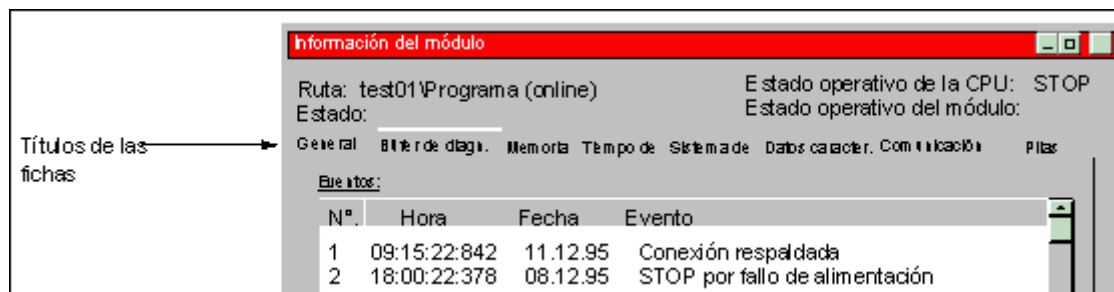 Información del módulo
Ruta: test01\Programa (online)
Estado operativo de la CPU: STOP
Estado:
Estado operativo del módulo:
Títulos de las
fichas
General Búfer de diagn. Memoria Tiempo de Sistema de Datos caracter. Comunicación Pilas
Eventos:
Nº. Hora Fecha Evento
1 09:15:22:842 11.12.95 Conexión respaldada
2 18:00:22:378 08.12.95 STOP por fallo de alimentación